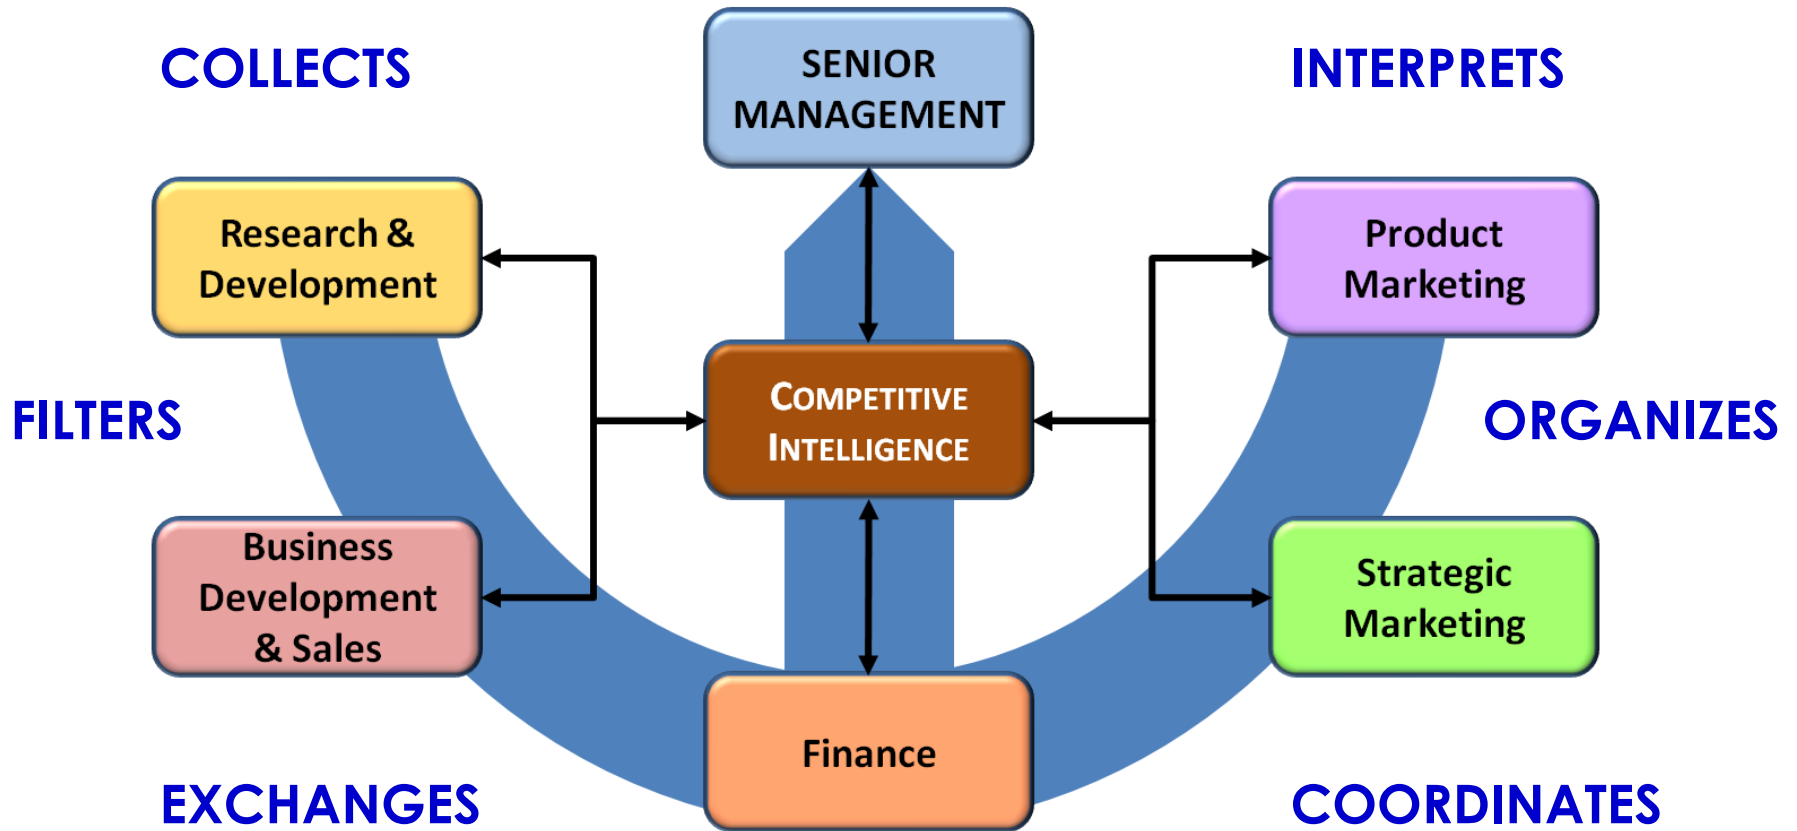 COLLECTS
SENIOR
MANAGEMENT
INTERPRETS
Research &
Development
Product
Marketing
FILTERS
COMPETITIVE
INTELLIGENCE
ORGANIZES
Business
Development
& Sales
Strategic
Marketing
Finance
EXCHANGES
COORDINATES